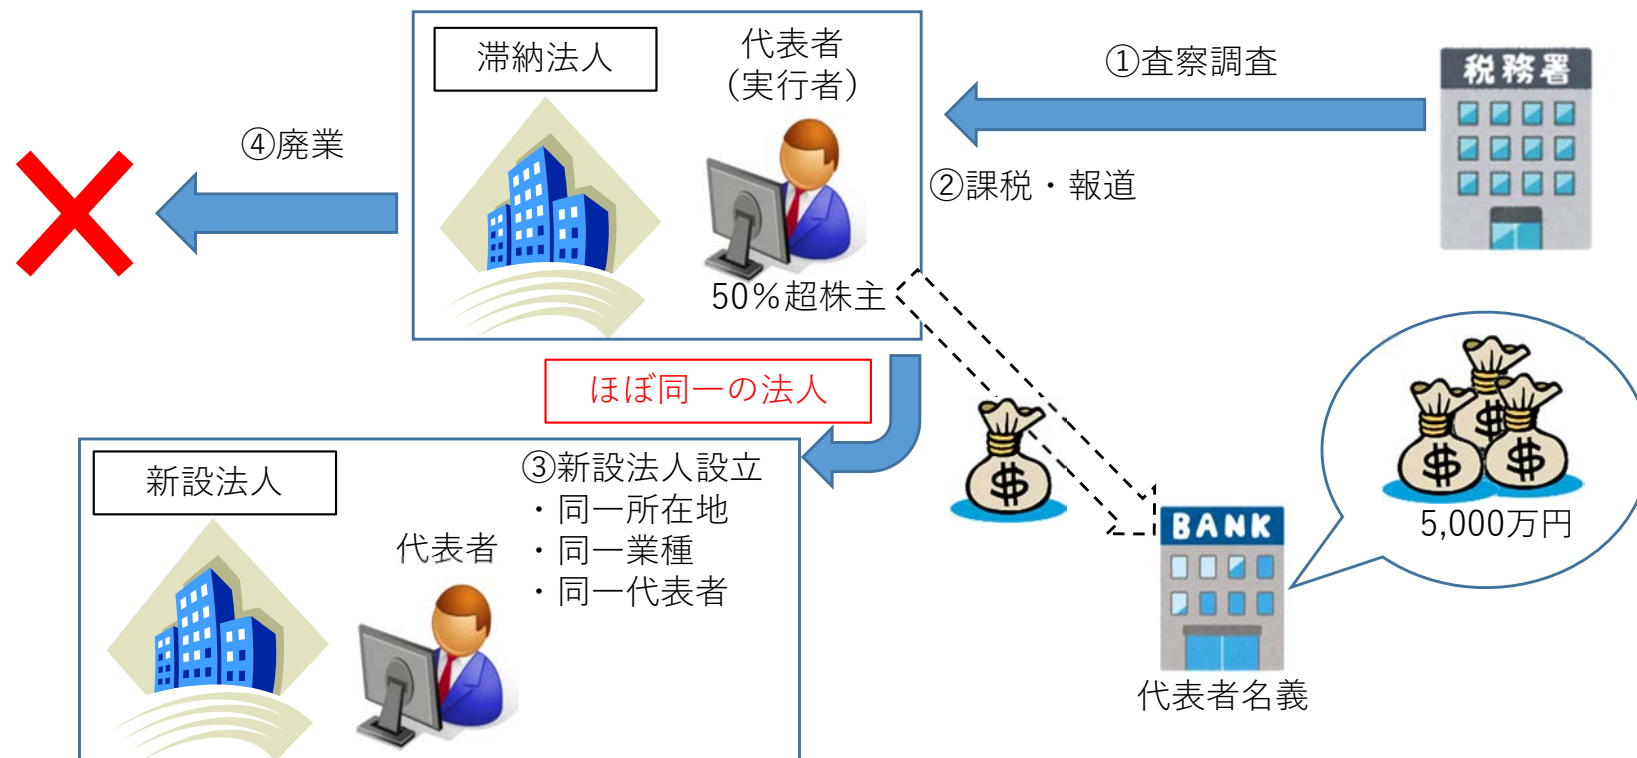 滞納法人
代表者
（実行者）
①査察調査
税務署
④廃業
②課税・報道
50％超株主
ほぼ同一の法人
新設法人
③新設法人設立
・同一所在地
・同一業種
・同一代表者
代表者
$
BANK
代表者名義
$
$
$
5,000万円